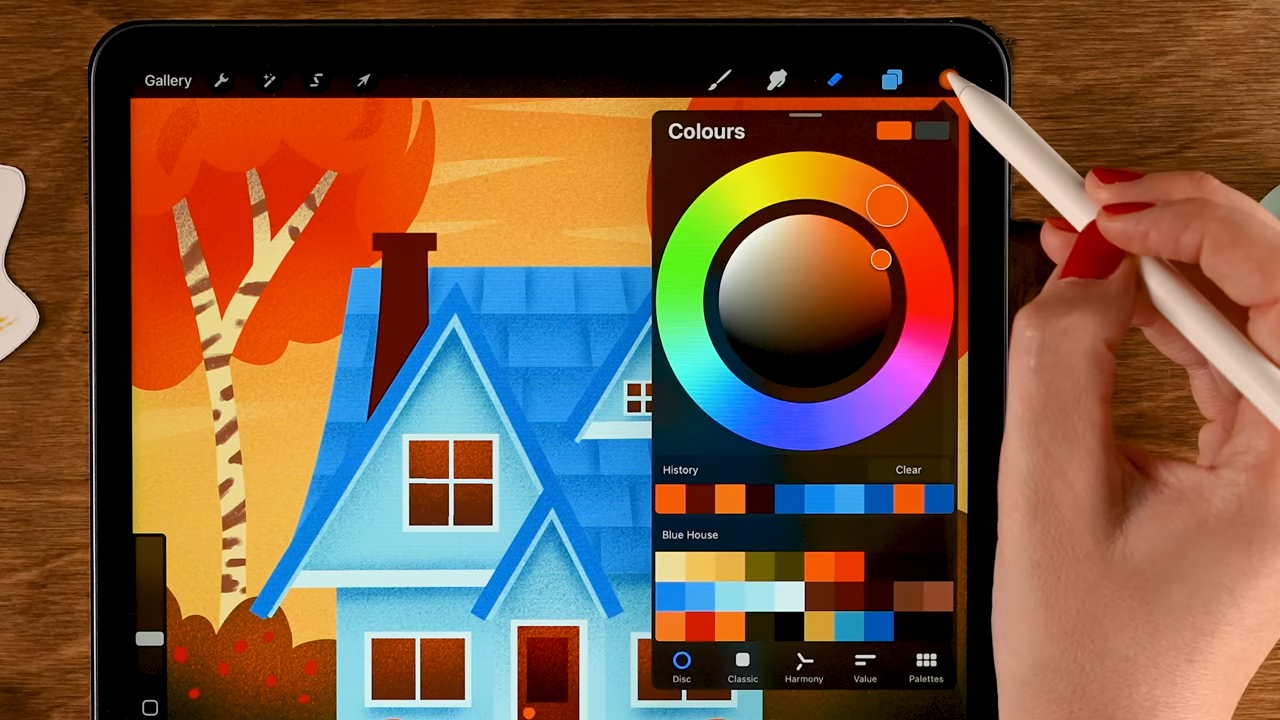 Gallery
Colours
History Clear
Blue House
Disc Classic Harmony Value Palettes